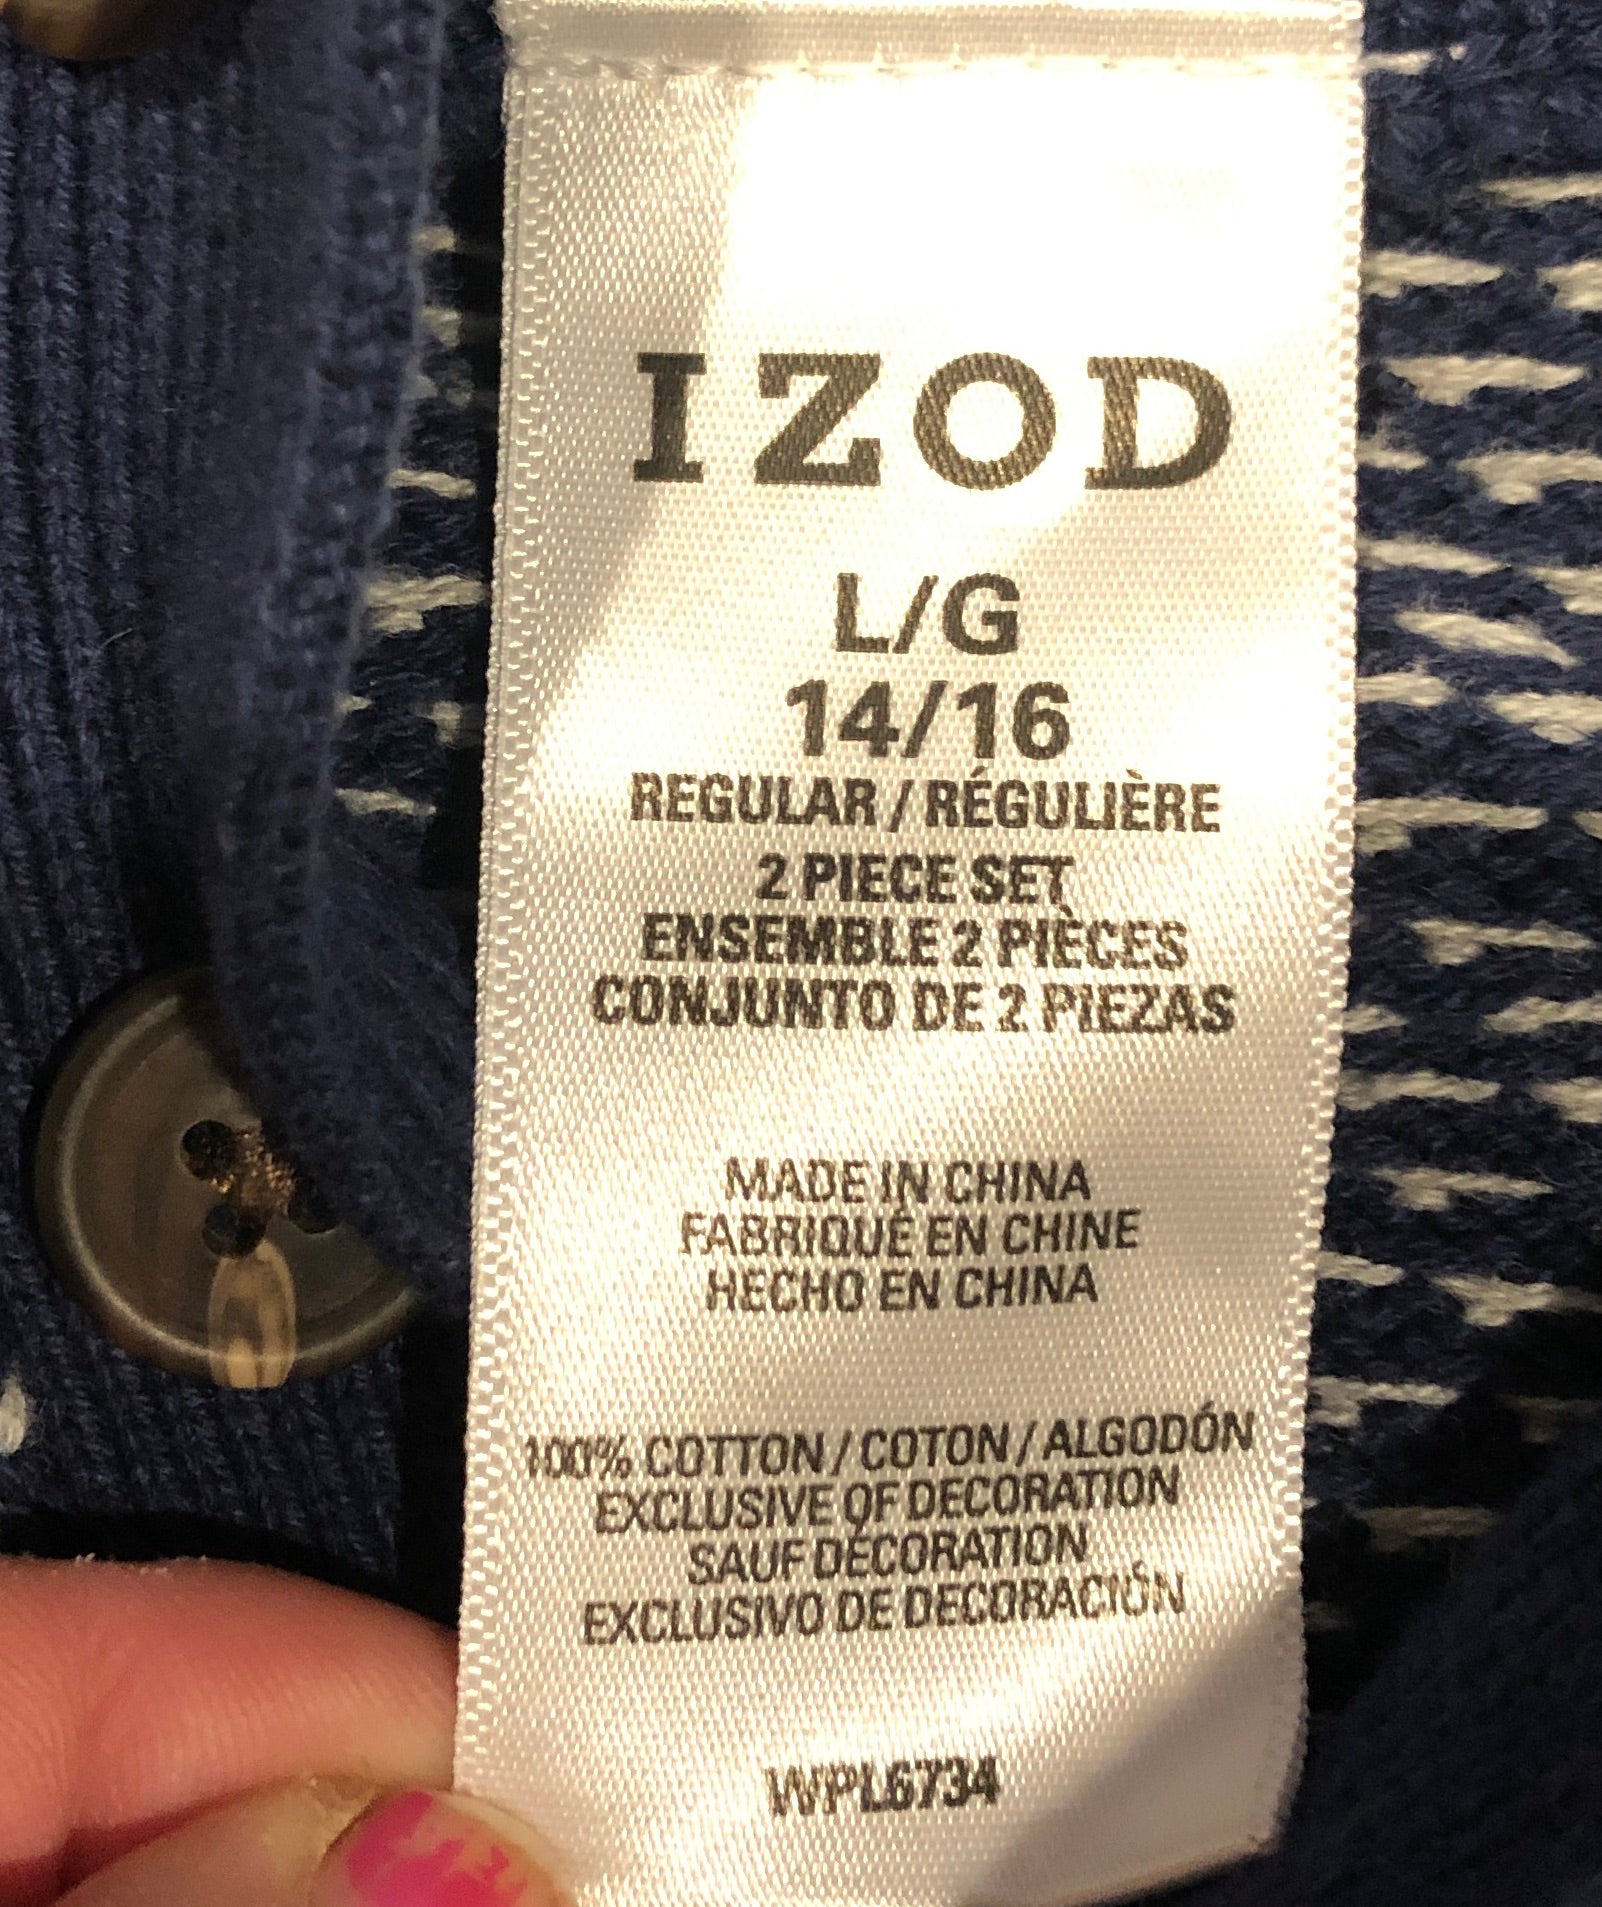 IZOD
L/G
14/16
REGULAR / RÉGULIÈRE
2 PIECE SET
ENSEMBLE 2 PIÈCES
CONJUNTO DE 2 PIEZAS
MADE IN CHINA
FABRIQUÉ EN CHINE
HECHO EN CHINA
100% COTTON / COTON / ALGODÓN
EXCLUSIVE OF DECORATION
SAUF DÉCORATION
EXCLUSIVO DE DECORACIÓN
WPL6734